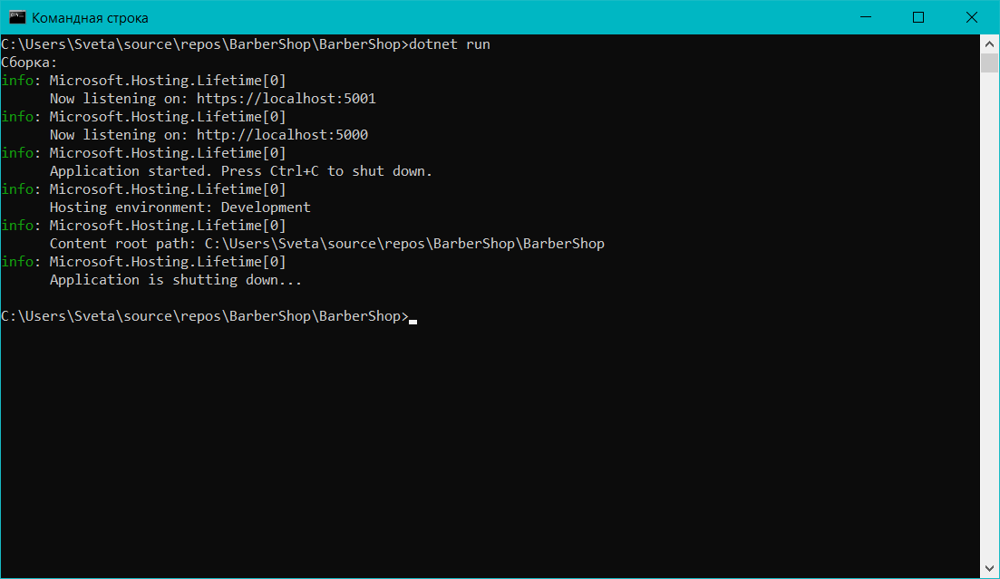 Командная строка
C:\Users\Sveta\source\repos\BarberShop\BarberShop>dotnet run
Сборка:
info: Microsoft.Hosting.Lifetime[0]
Now listening on: https://localhost:5001
info: Microsoft.Hosting.Lifetime[0]
Now listening on: http://localhost:5000
info: Microsoft.Hosting.Lifetime[0]
Application started. Press Ctrl+C to shut down.
info: Microsoft.Hosting.Lifetime[0]
Hosting environment: Development
info: Microsoft.Hosting.Lifetime[0]
Content root path: C:\Users\Sveta\source\repos\BarberShop\BarberShop
info: Microsoft.Hosting.Lifetime[0]
Application is shutting down...
C:\Users\Sveta\source\repos\BarberShop\BarberShop>